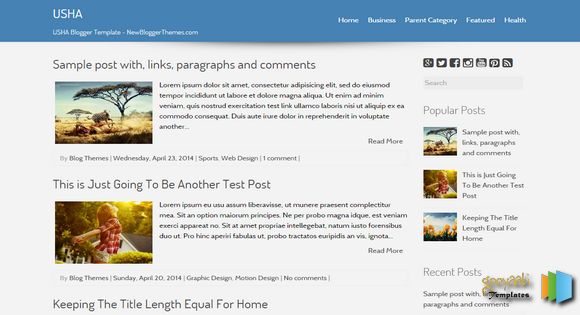 USHA
USHA Blogger Template - NewBloggerThemes.com
Home Business Parent Category Featured Health
Sample post with, links, paragraphs and comments
Lorem ipsum dolor sit amet, consectetur adipisicing elit, sed do eiusmod
tempor incididunt ut labore et dolore magna aliqua. Ut enim ad minim
veniam, quis nostrud exercitation test link ullamco laboris nisi ut aliquip ex ea
commodo consequat. Duis aute irure dolor in reprehenderit in voluptate
another...
Read More
By Blog Themes | Wednesday, April 23, 2014 | Sports, Web Design | 1 comment |
This is Just Going To Be Another Test Post
Lorem ipsum eu usu assum liberavisse, ut munere praesent complectitur
mea. Sit an option maiorum principes. Ne per probo magna idque, est veniam
exerci appareat no. Sit at amet propriae intellegebat, natum iusto forensibus
duo ut. Pro hinc aperiri fabulas ut, probo tractatos euripidis an vis, ignota...
Read More
By Blog Themes | Sunday, April 20, 2014 | Graphic Design, Motion Design | No comments |
Keeping The Title Length Equal For Home
Search
Popular Posts
Sample post with,
links, paragraphs
and comments
This is Just Going
To Be Another Test
Post
Keeping The Title
Length Equal For
Home
Recent Posts
Sample post with, links,
paragraphs and comments
Templates